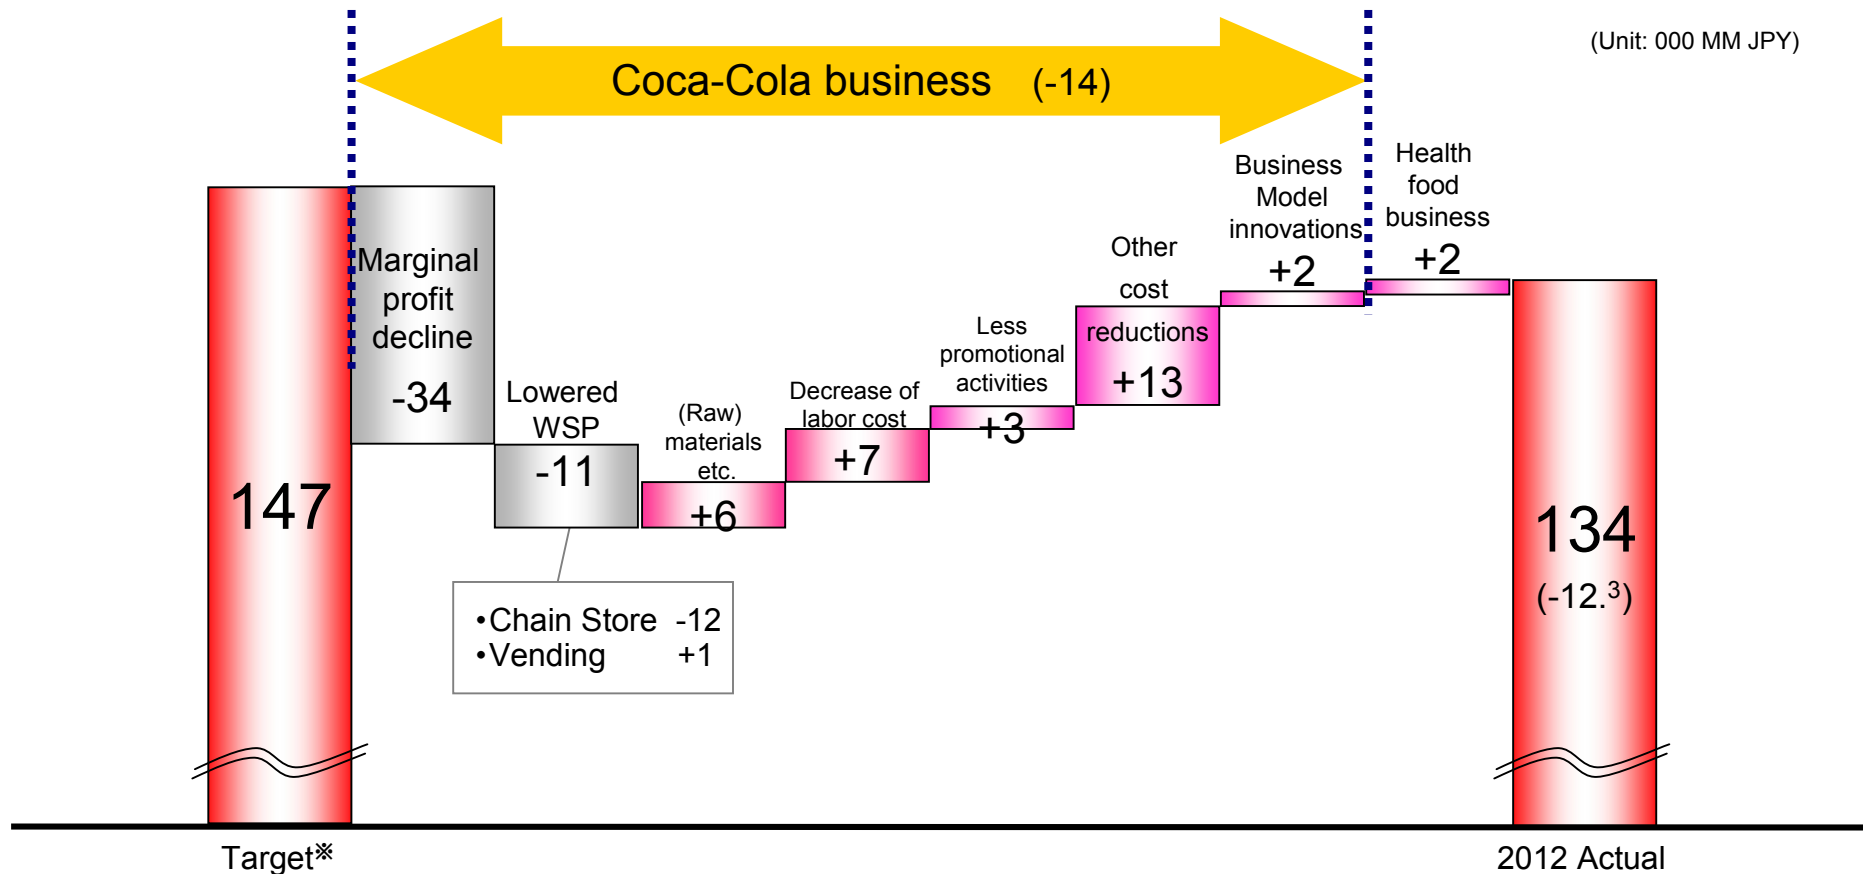 Coca-Cola business (-14)
(Unit: 000 MM JPY)
147
Marginal
profit
decline
-34
Lowered
WSP
-11
•Chain Store -12
•Vending +1
(Raw)
materials
etc.
+6
Decrease of
labor cost
+7
Less
promotional
activities
+3
Other
cost
reductions
+13
Business
Model
innovations
+2
Health
food
business
+2
134
(-12.³)
Target※
2012 Actual